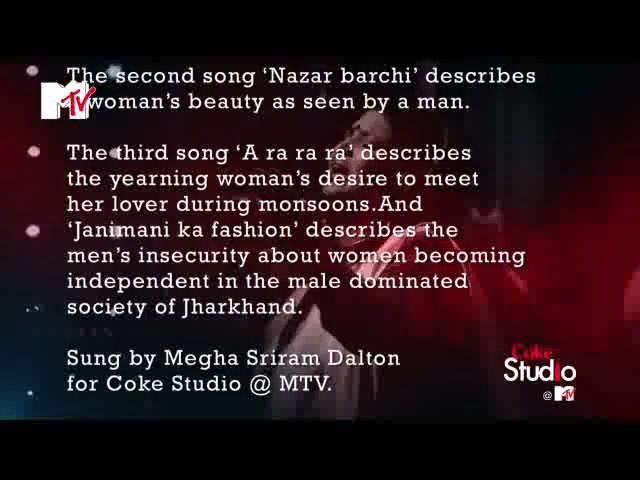 The second song ‘Nazar barchi’ describes
woman’s beauty as seen by a man.
MTV
The third song ‘A ra ra ra’ describes
the yearning woman’s desire to meet
her lover during monsoons.And
‘Janimani ka fashion’ describes the
men’s insecurity about women becoming
independent in the male dominated
society of Jharkhand.
Sung by Megha Sriram Dalton
for Coke Studio @ MTV.
Coke
Studio
@ MTV